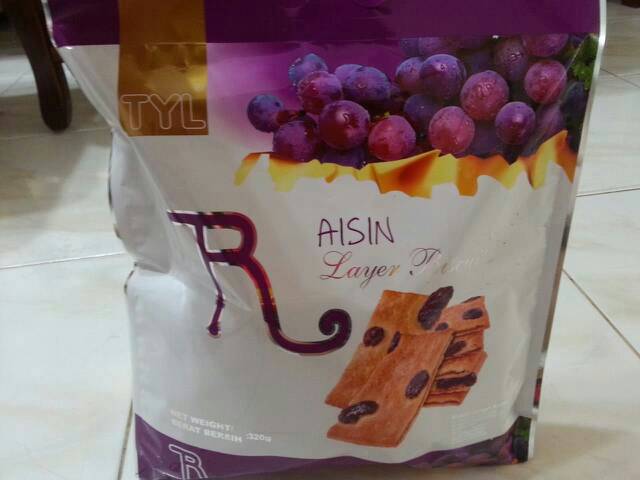 TYL
R
AISIN
Layer
NET WEIGHT/
BERAT BERSIH :320g
R